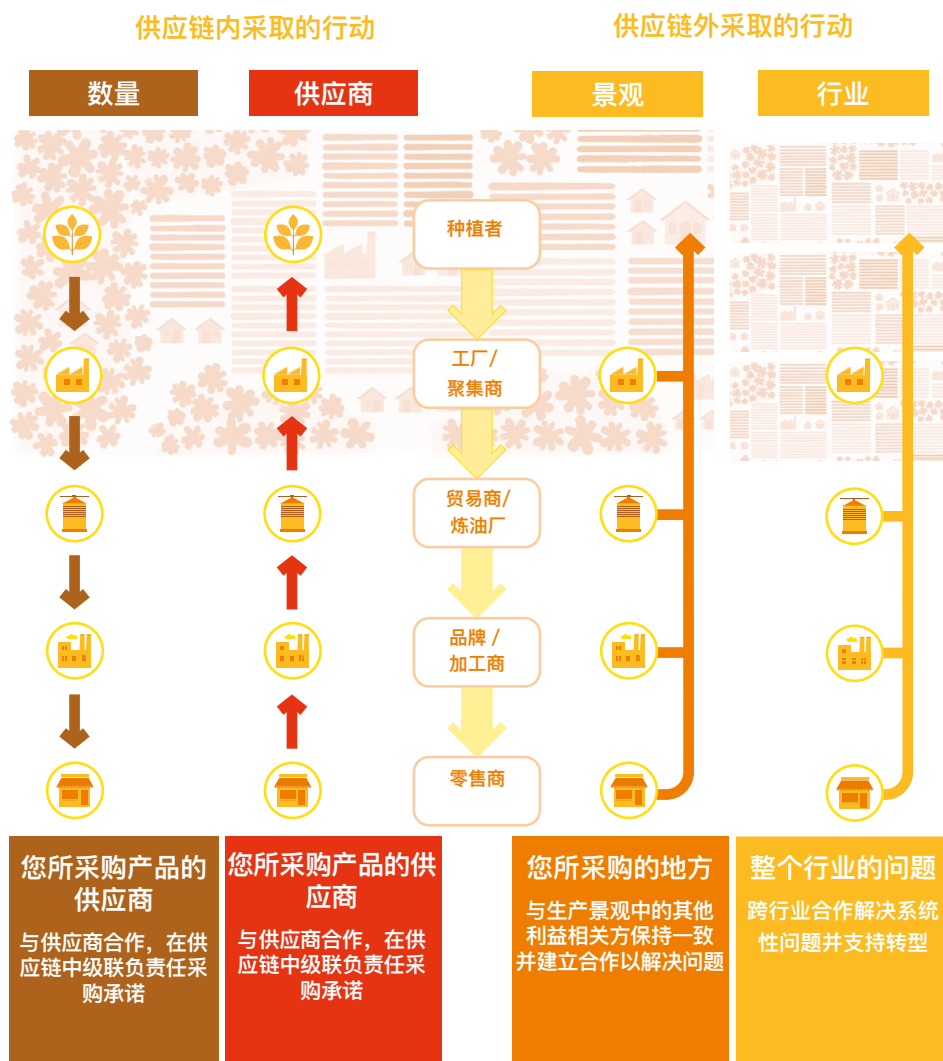 供应链内采取的行动
供应链外采取的行动
数量
供应商
景观
行业
种植者
工厂/
聚集商
贸易商/
炼油厂
品牌 /
加工商
零售商
您所采购产品的
供应商
与供应商合作，在供
应链中级联负责任采
购承诺
您所采购产品的供
应商
与供应商合作，在供
应链中级联负责任采
购承诺
您所采购的地方
与生产景观中的其他
利益相关方保持一致
并建立合作以解决问题
整个行业的问题
跨行业合作解决系统
性问题并支持转型